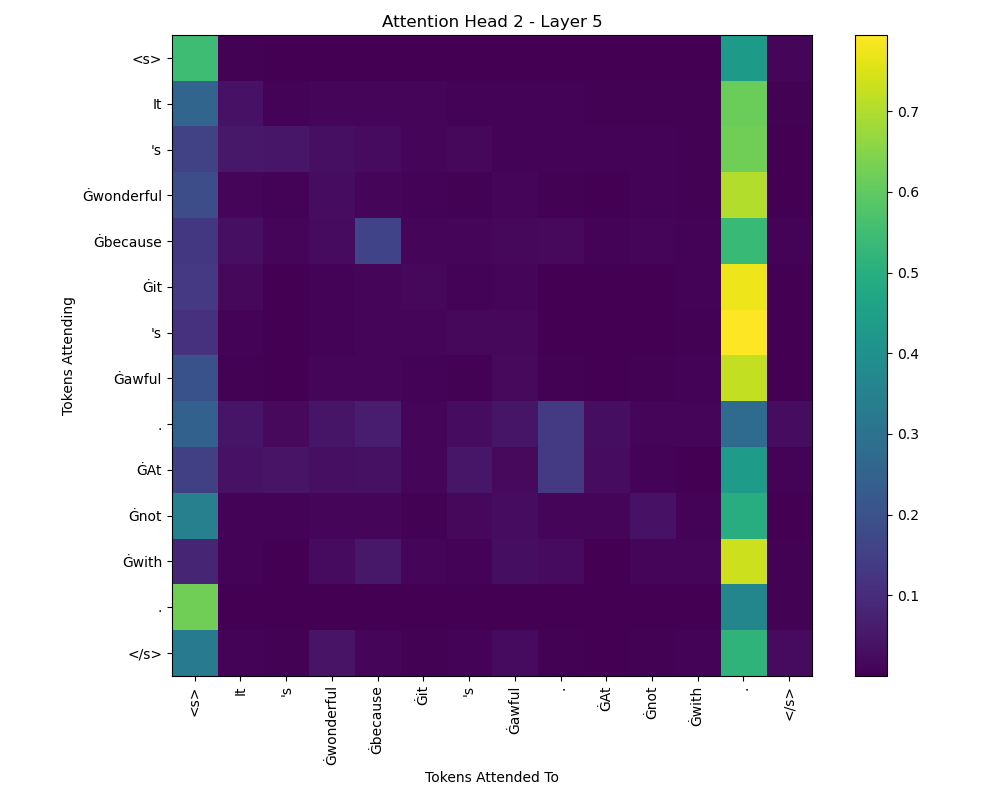 Attention Head 2 - Layer 5
<s>
It
's
Ġwonderful
Ġbecause
Ġit
's
Ġawful
.
ĠAt
Ġnot
Ġwith
.
</s>
Tokens Attending
<s>
It
's
Ġwonderful
Ġbecause
Ġit
's
Ġawful
.
ĠAt
Ġnot
Ġwith
.
</s>
Tokens Attended To
0.7
0.6
0.5
0.4
0.3
0.2
0.1